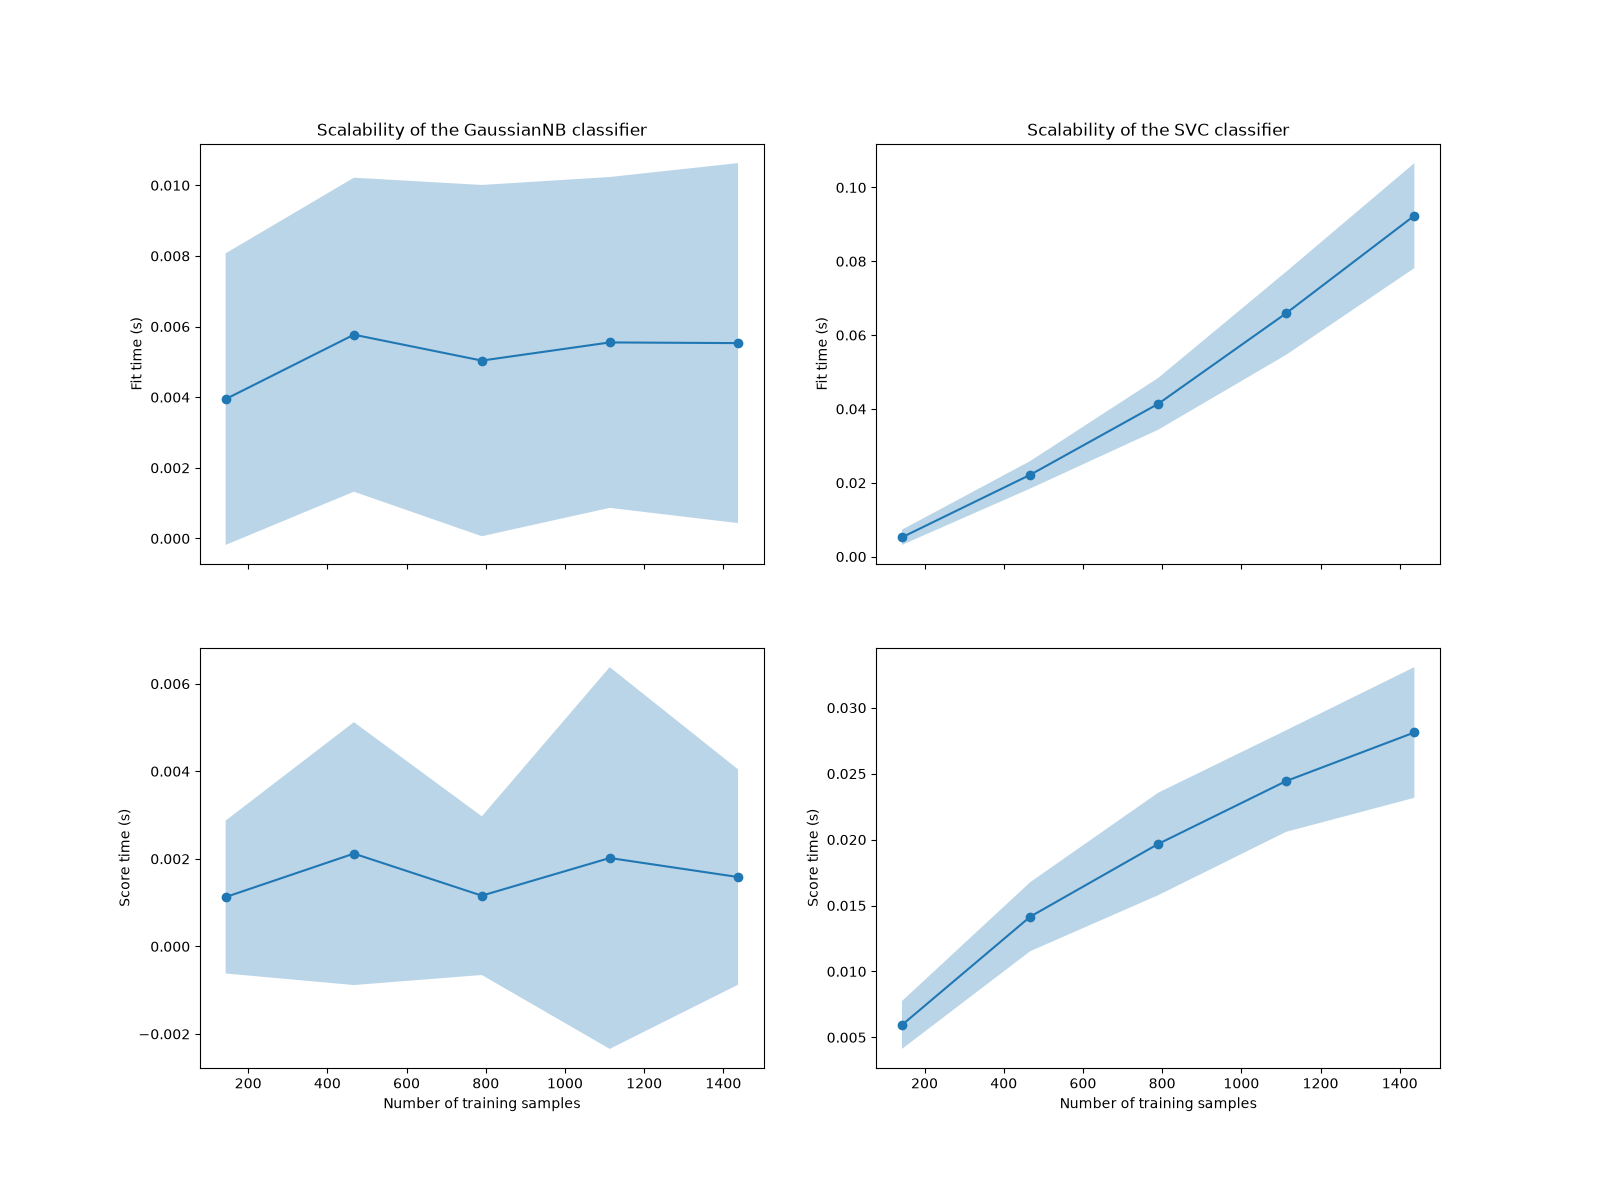 Scalability of the GaussianNB classifier
0.010
0.008
0.006
0.004
0.002
0.000
Fit time (s)
Scalability of the SVC classifier
0.10
0.08
0.06
0.04
0.02
0.00
Fit time (s)
0.006
0.004
0.002
0.000
−0.002
Score time (s)
200 400 600 800 1000 1200 1400
Number of training samples
0.030
0.025
0.020
0.015
0.010
0.005
Score time (s)
200 400 600 800 1000 1200 1400
Number of training samples